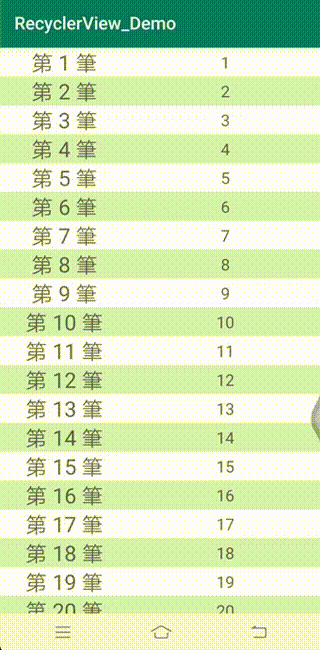 RecyclerView_Demo
第 1 筆 1
第 2 筆 2
第 3 筆 3
第 4 筆 4
第 5 筆 5
第 6 筆 6
第 7 筆 7
第 8 筆 8
第 9 筆 9
第 10 筆 10
第 11 筆 11
第 12 筆 12
第 13 筆 13
第 14 筆 14
第 15 筆 15
第 16 筆 16
第 17 筆 17
第 18 筆 18
第 19 筆 19
第 20 筆 20